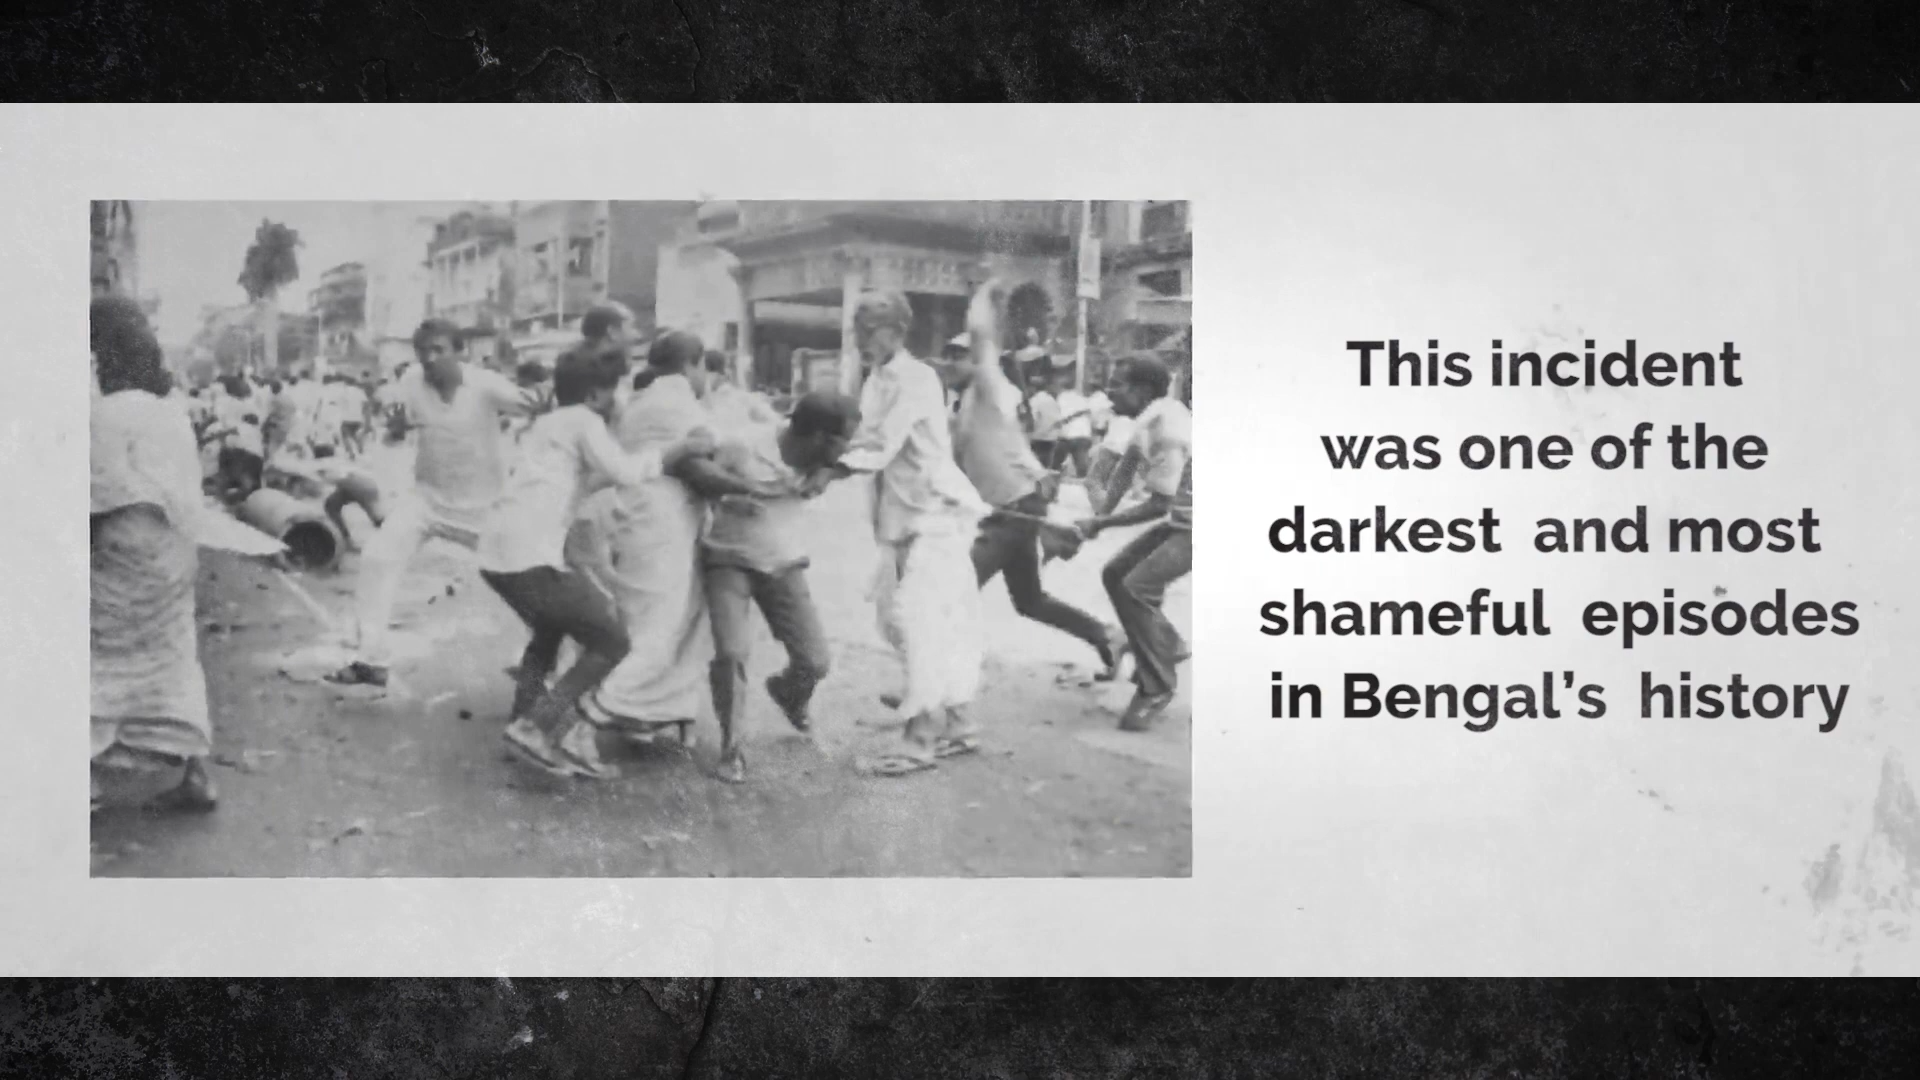 This incident
was one of the
darkest and most
shameful episodes
in Bengal's history